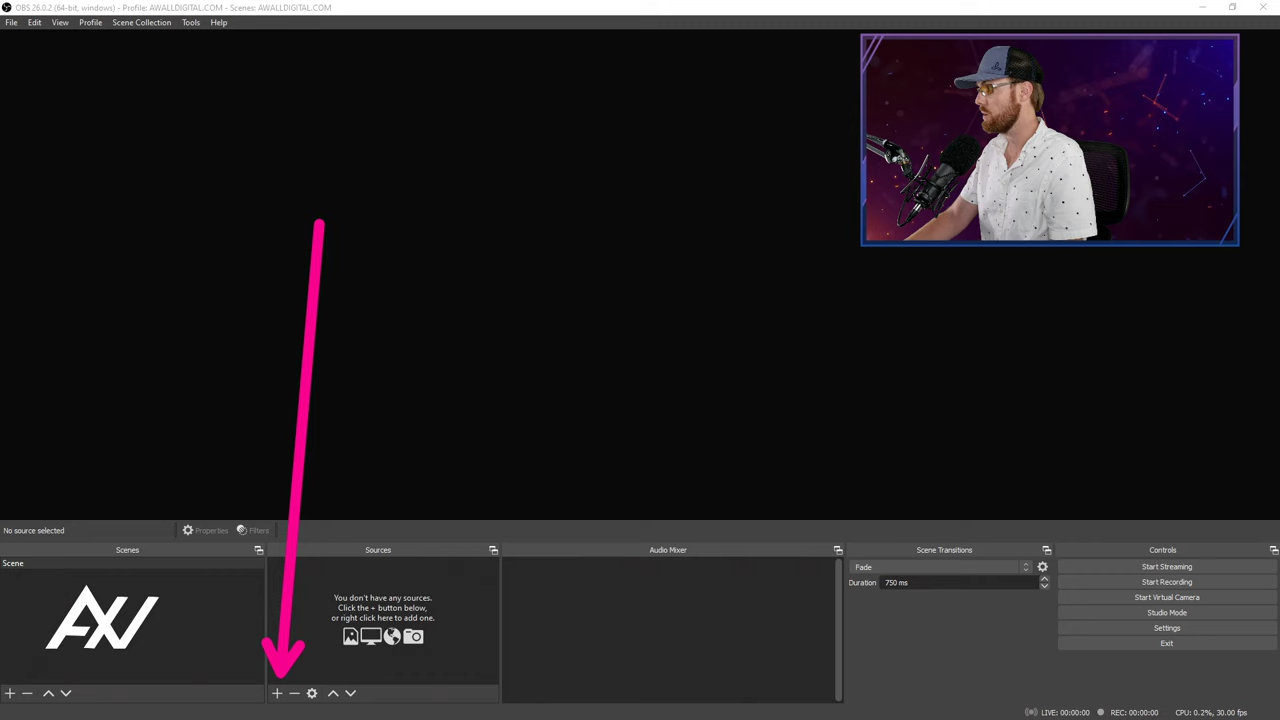 OBS 26.0.2 (64-bit, windows) - Profile: AWALLDIGITAL.COM - Scenes: AWALLDIGITAL.COM
File Edit View Profile Scene Collection Tools Help
No source selected Properties Filters
Scenes Sources Audio Mixer Scene Transitions Controls
Scene
AW
You don't have any sources.
Click the + button below,
or right click here to add one.
Fade
Duration 750 ms
Start Streaming
Start Recording
Start Virtual Camera
Studio Mode
Settings
Exit
LIVE: 00:00:00 REC: 00:00:00 CPU: 0.2%, 30.00 fps